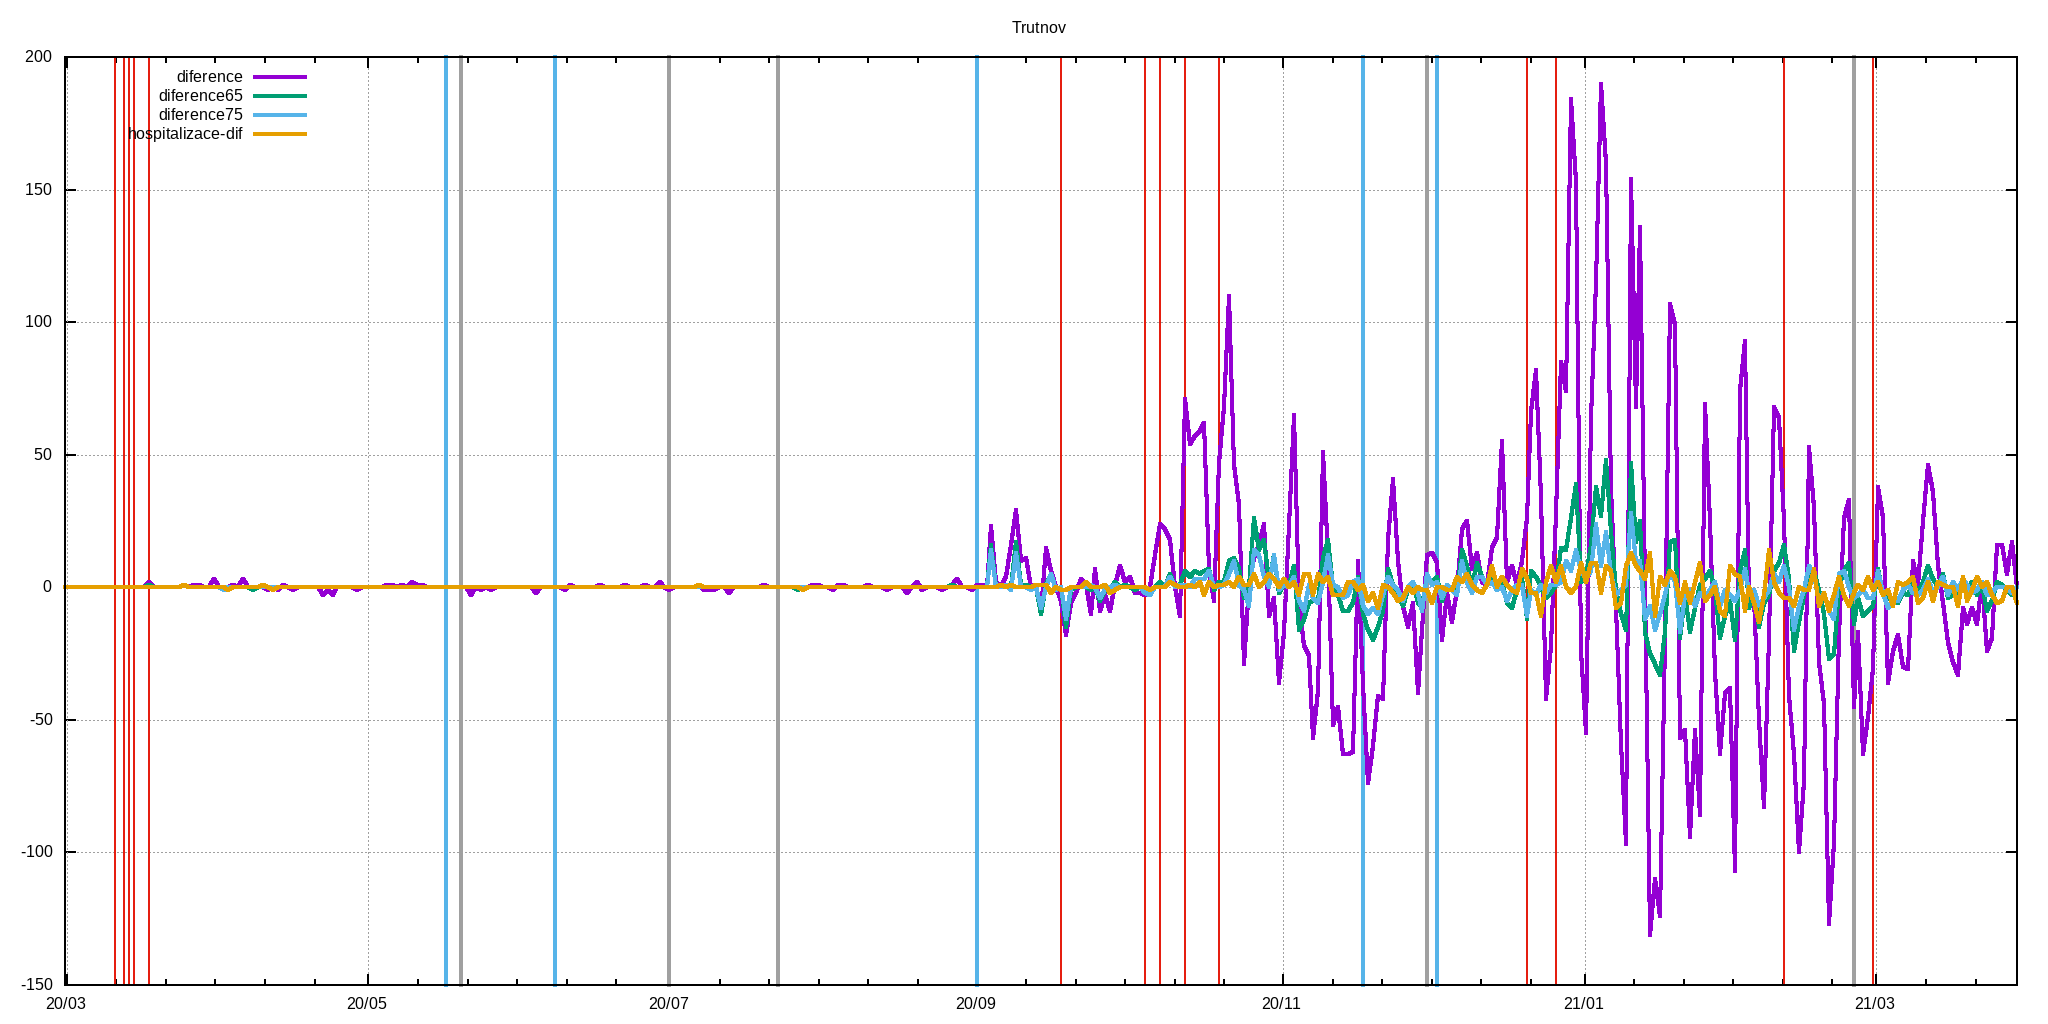 Trutnov
200
150
100
50
0
-50
-100
-150
diference
diference65
diference75
hospitalizace-dif
20/03 20/05 20/07 20/09 20/11 21/01 21/03